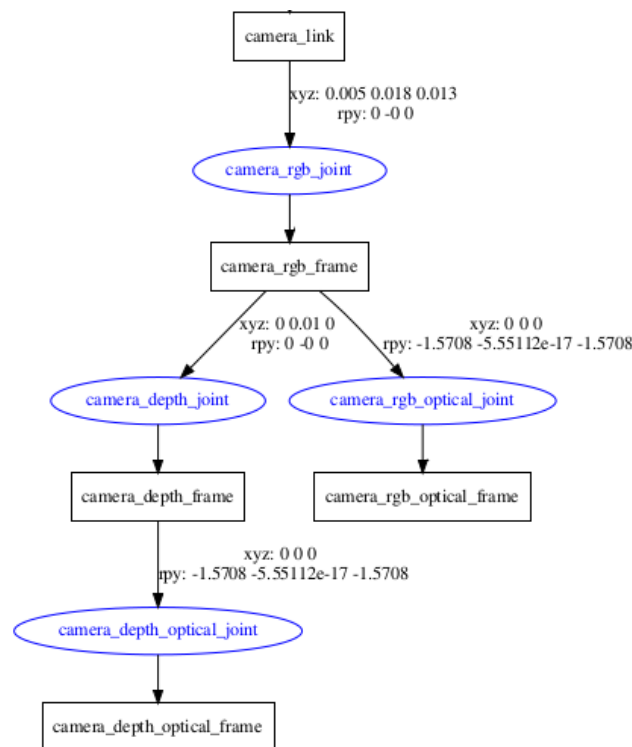 camera_link
xyz: 0.005 0.018 0.013
rpy: 0 -0 0
camera_rgb_joint
camera_rgb_frame
xyz: 0 0.01 0
rpy: 0 -0 0
xyz: 0 0 0
rpy: -1.5708 -5.55112e-17 -1.5708
camera_depth_joint
camera_rgb_optical_joint
camera_depth_frame
camera_rgb_optical_frame
xyz: 0 0 0
rpy: -1.5708 -5.55112e-17 -1.5708
camera_depth_optical_joint
camera_depth_optical_frame